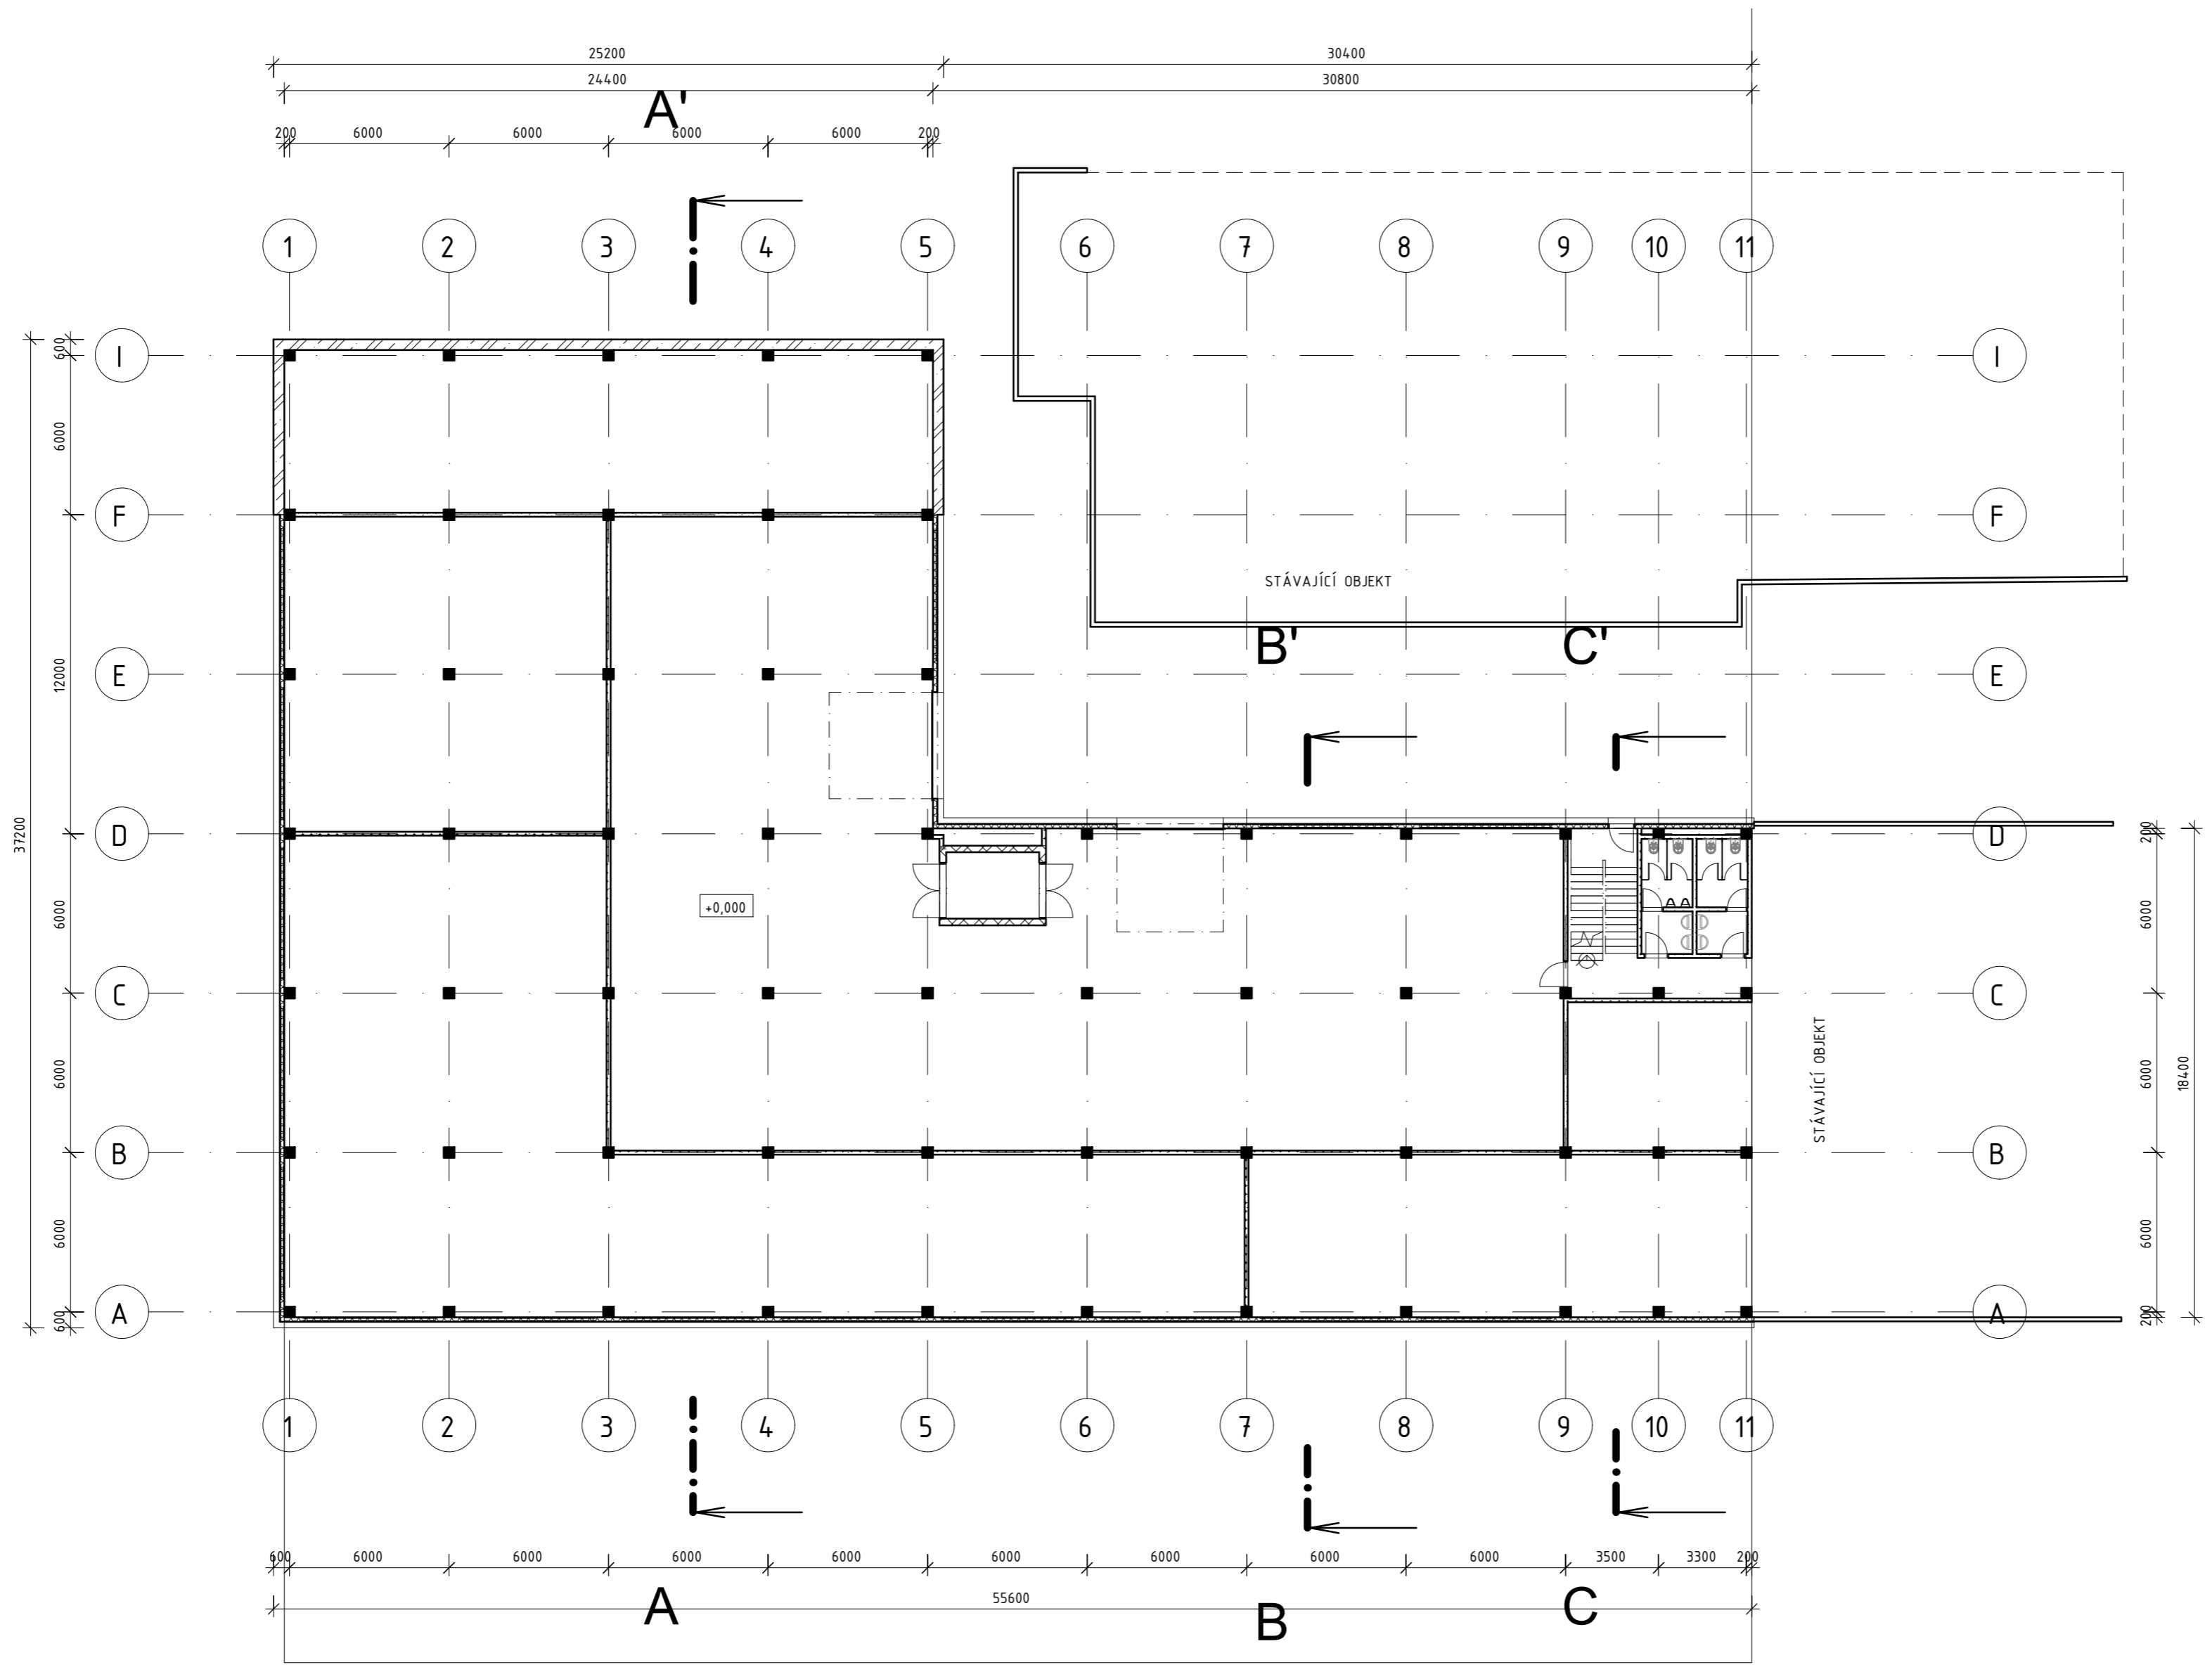 25200 30400
24400 30800
A'
200 6000 6000 6000 6000 200
1 2 3 4 5 6 7 8 9 10 11
600
I I
6000
F F
STÁVAJÍCÍ OBJEKT
B' C'
12000
E E
37200
D D
200
6000 6000
+0,000
C C
6000 6000
18400
STÁVAJÍCÍ OBJEKT
B B
6000 6000
600 200
A A
1 2 3 4 5 6 7 8 9 10 11
600 6000 6000 6000 6000 6000 6000 6000 6000 3500 3300 200
55600
A B C